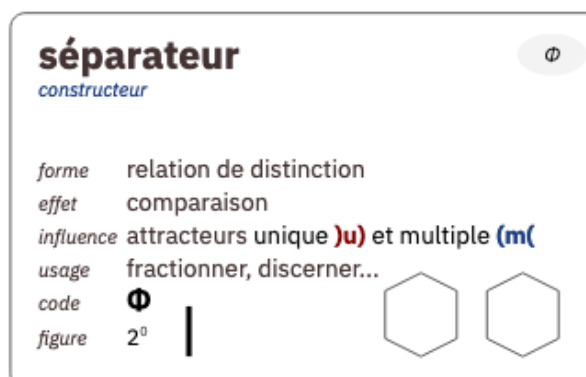 séparateur Φ
constructeur
forme relation de distinction
effet comparaison
influence attracteurs unique )u) et multiple (m(
usage fractionner, discerner...
code Φ
figure 2⁰